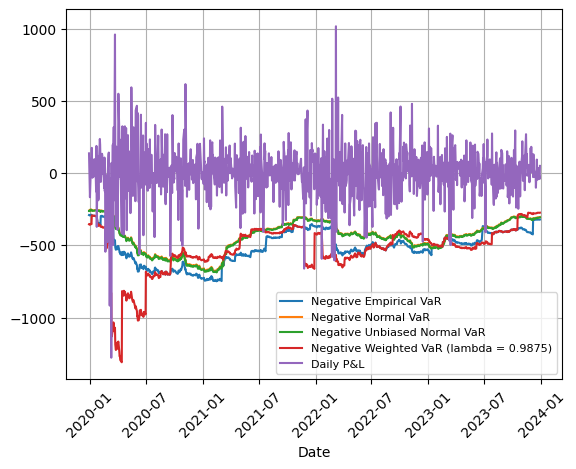 1000
500
0
−500
−1000
2020-01
2020-07
2021-01
2021-07
2022-01
2022-07
2023-01
2023-07
2024-01
Date
Negative Empirical VaR
Negative Normal VaR
Negative Unbiased Normal VaR
Negative Weighted VaR (lambda = 0.9875)
Daily P&L